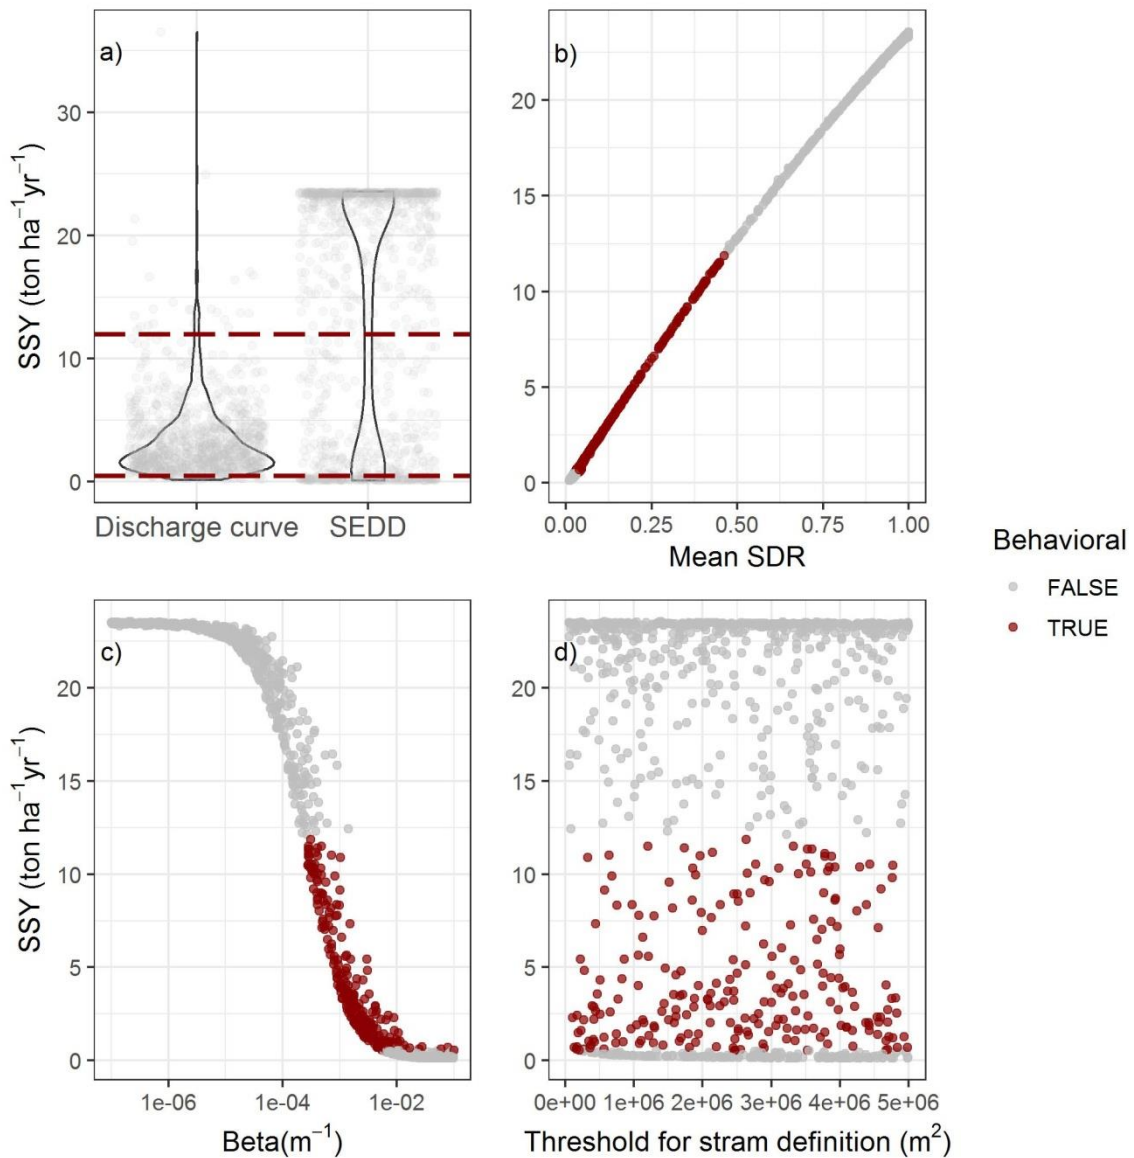 a)
SSY (ton ha⁻¹yr⁻¹)
30
20
10
0
Discharge curve SEDD
b)
20
15
10
5
0
0.00 0.25 0.50 0.75 1.00
Mean SDR
Behavioral
FALSE
TRUE
c)
SSY (ton ha⁻¹yr⁻¹)
20
15
10
5
0
1e-06 1e-04 1e-02
Beta(m⁻¹)
d)
20
15
10
5
0
0e+00 1e+06 2e+06 3e+06 4e+06 5e+06
Threshold for stram definition (m²)